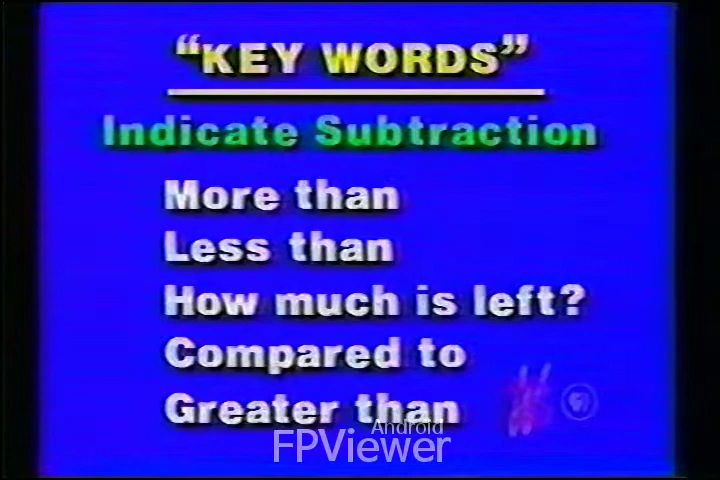 “KEY WORDS”
Indicate Subtraction
More than
Less than
How much is left?
Compared to
Greater than
Android
FPViewer